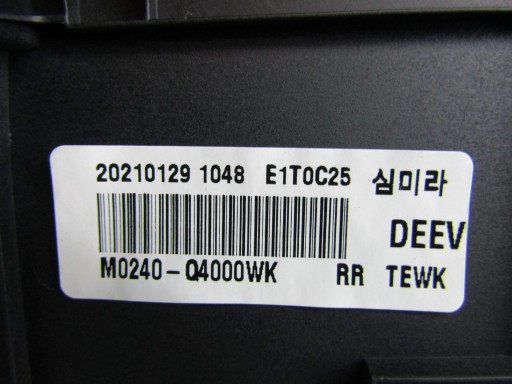 20210129 1048 E1T0C25 심미라
DEEV
M0240-Q4000WK RR TEWK